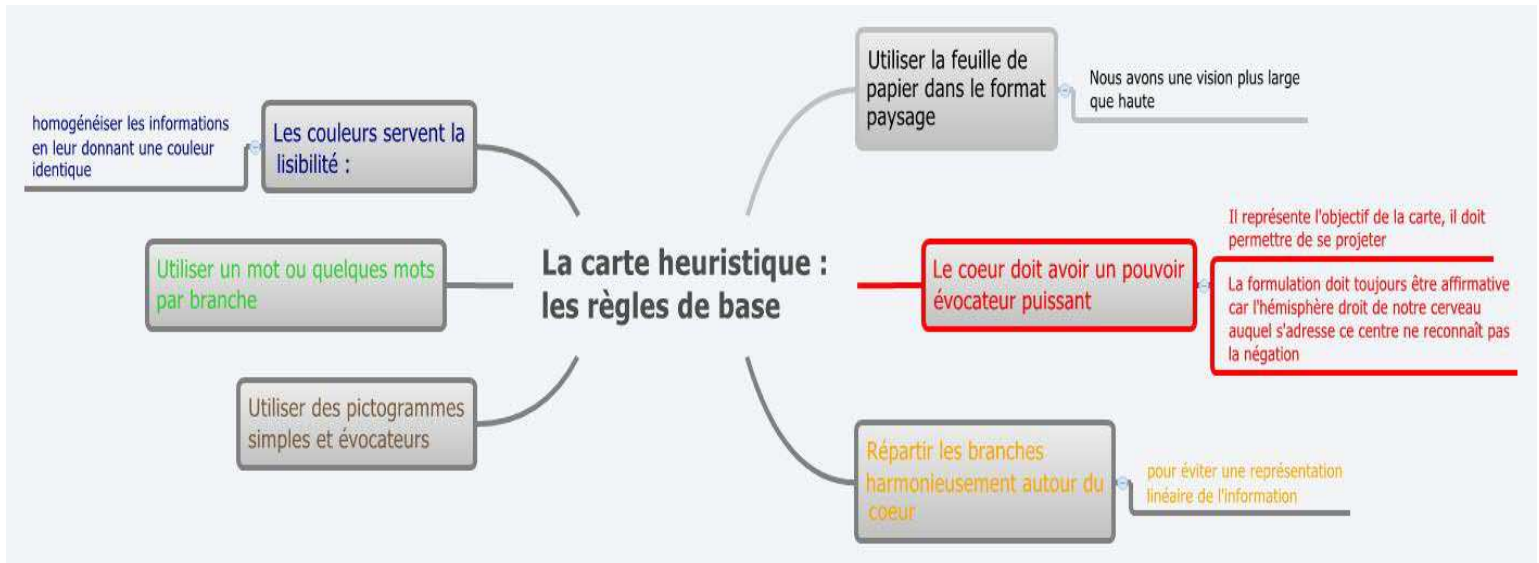 La carte heuristique :
les règles de base
Utiliser la feuille de
papier dans le format
paysage
Nous avons une vision plus large
que haute
Le coeur doit avoir un pouvoir
évocateur puissant
Il représente l'objectif de la carte, il doit
permettre de se projeter
La formulation doit toujours être affirmative
car l'hémisphère droit de notre cerveau
auquel s'adresse ce centre ne reconnaît pas
la négation
Répartir les branches
harmonieusement autour du
coeur
pour éviter une représentation
linéaire de l'information
Utiliser des pictogrammes
simples et évocateurs
Utiliser un mot ou quelques mots
par branche
Les couleurs servent la
lisibilité :
homogénéiser les informations
en leur donnant une couleur
identique